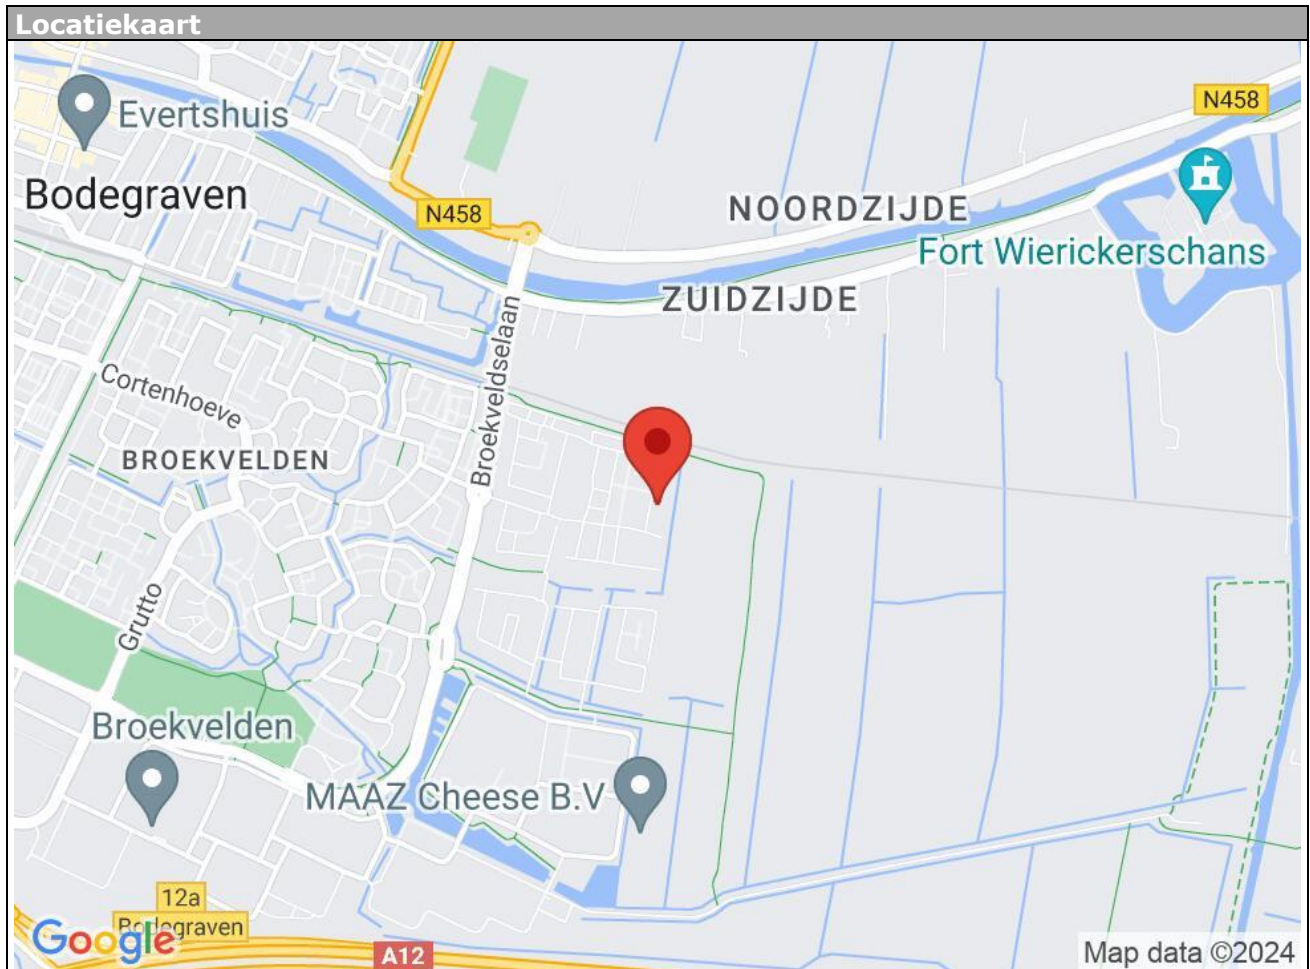 Locatiekaart
N458
Evertshuis
Bodegraven
N458
NOORDZIJDE
Fort Wierickerschans
ZUIDZIJDE
Broekveldselaan
Cortenhoeve
BROEKVELDEN
Grutto
Broekvelden
MAAZ Cheese B.V
12a
Bodegraven
Google
A12
Map data ©2024